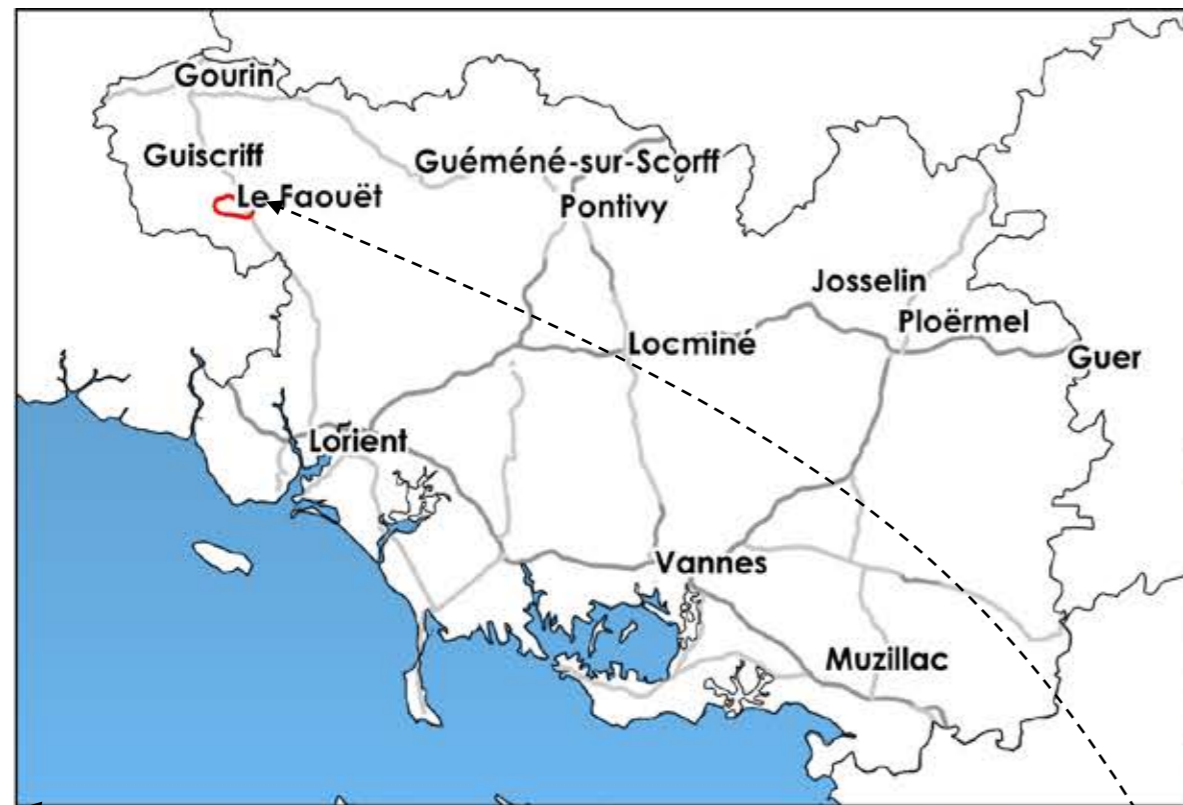 Gourin
Guiscriff
Guéméné-sur-Scorff
Le Faouët
Pontivy
Josselin
Ploërmel
Locminé
Guer
Lorient
Vannes
Muzillac